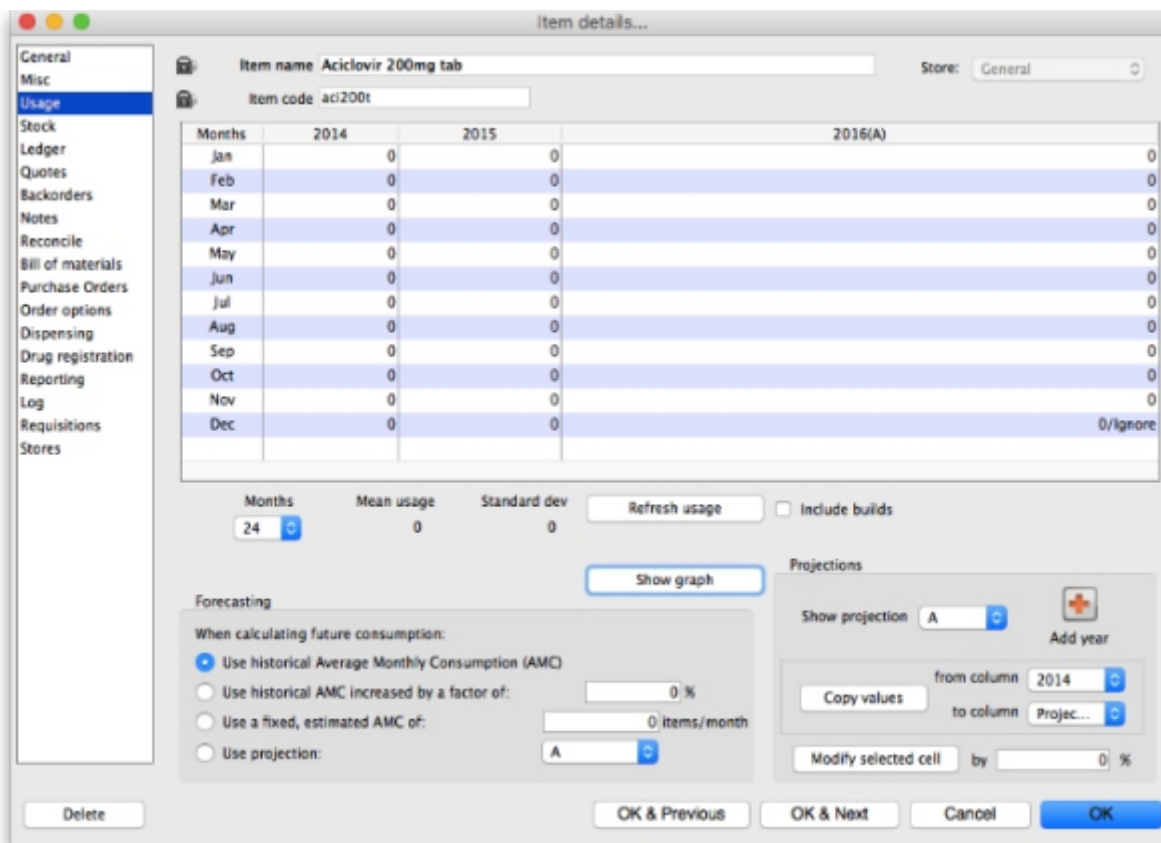 Item details...
General
Misc
Usage
Stock
Ledger
Quotes
Backorders
Notes
Reconcile
Bill of materials
Purchase Orders
Order options
Dispensing
Drug registration
Reporting
Log
Requisitions
Stores
Item name Aciclovir 200mg tab
Store: General
Item code aci200t
Months 2014 2015 2016(A)
Jan 0 0 0
Feb 0 0 0
Mar 0 0 0
Apr 0 0 0
May 0 0 0
Jun 0 0 0
Jul 0 0 0
Aug 0 0 0
Sep 0 0 0
Oct 0 0 0
Nov 0 0 0
Dec 0 0 0/Ignore
Months Mean usage Standard dev Refresh usage Include builds
24 0 0
Show graph
Forecasting
When calculating future consumption:
Use historical Average Monthly Consumption (AMC)
Use historical AMC increased by a factor of: 0 %
Use a fixed, estimated AMC of: 0 items/month
Use projection: A
Projections
Show projection A
Add year
Copy values
from column 2014
to column Projec...
Modify selected cell by 0 %
Delete OK & Previous OK & Next Cancel OK